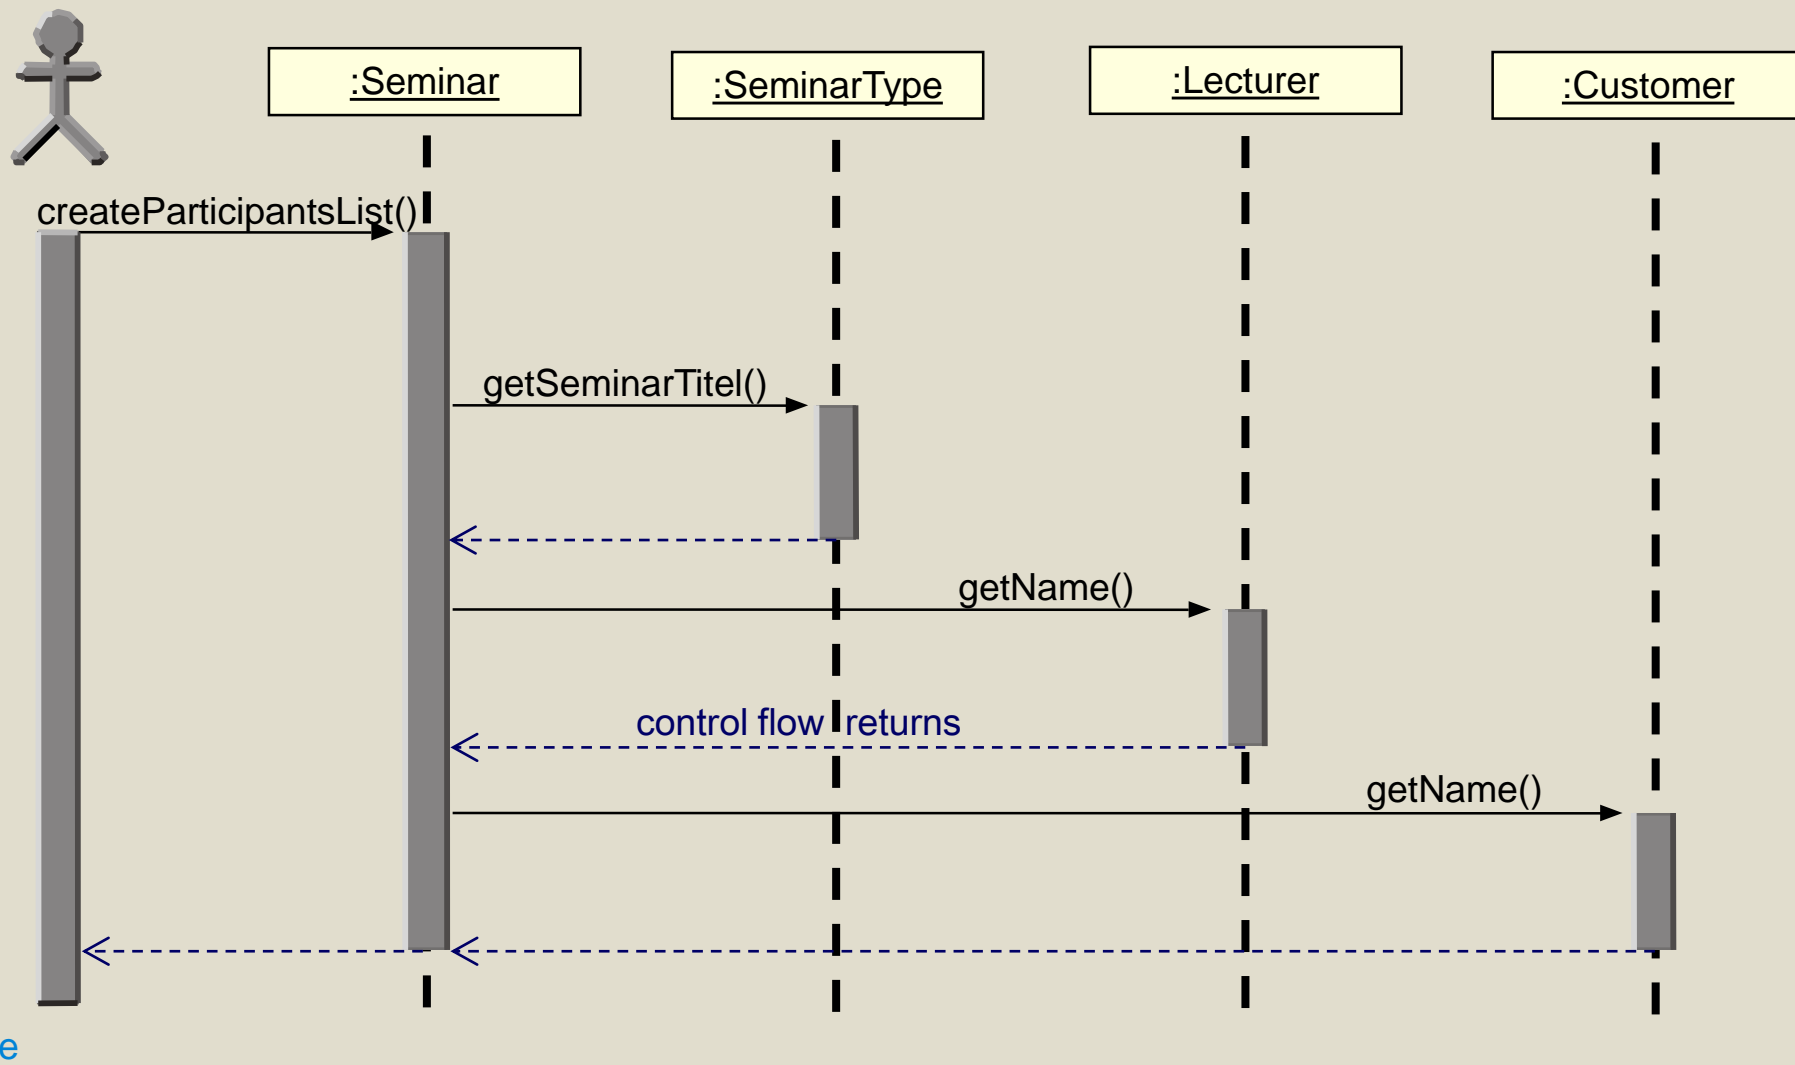 :Seminar
:SeminarType
:Lecturer
:Customer
createParticipantsList()
getSeminarTitel()
getName()
control flow returns
getName()
e